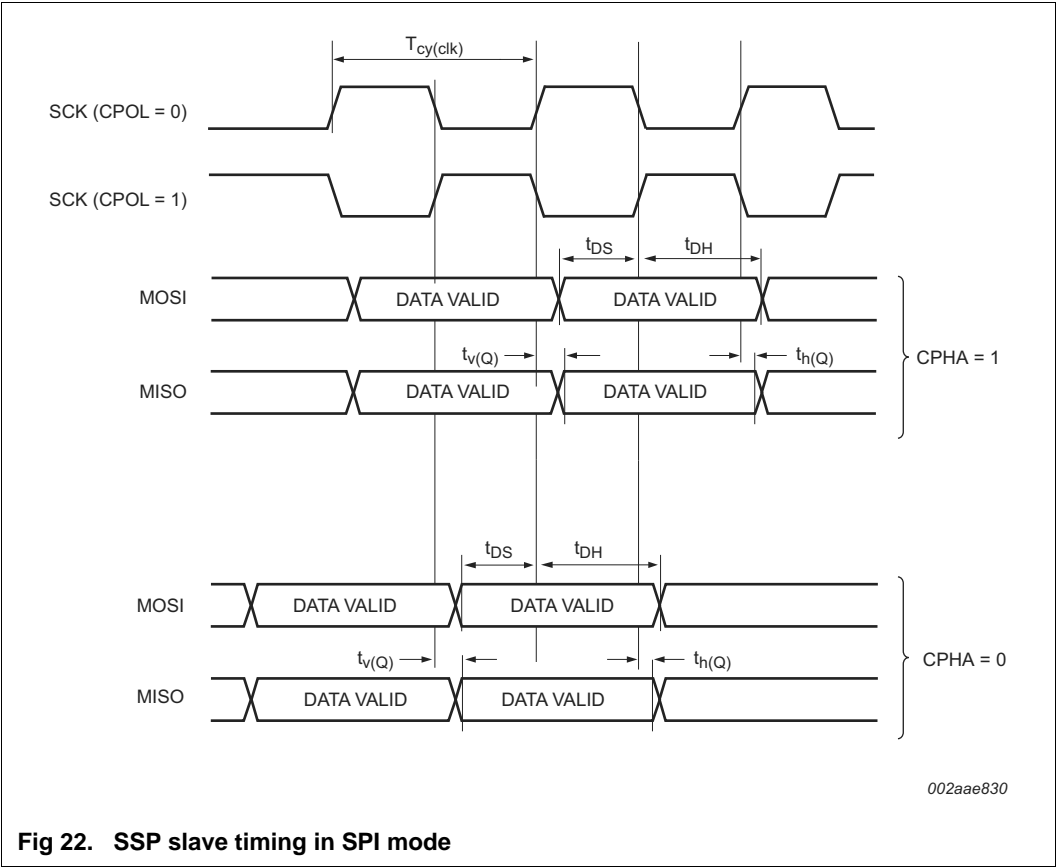 Tcy(clk)
SCK (CPOL = 0)
SCK (CPOL = 1)
tDS tDH
MOSI DATA VALID DATA VALID
tv(Q) th(Q)
CPHA = 1
MISO DATA VALID DATA VALID
tDS tDH
MOSI DATA VALID DATA VALID
tv(Q) th(Q)
CPHA = 0
MISO DATA VALID DATA VALID
002aae830
Fig 22. SSP slave timing in SPI mode